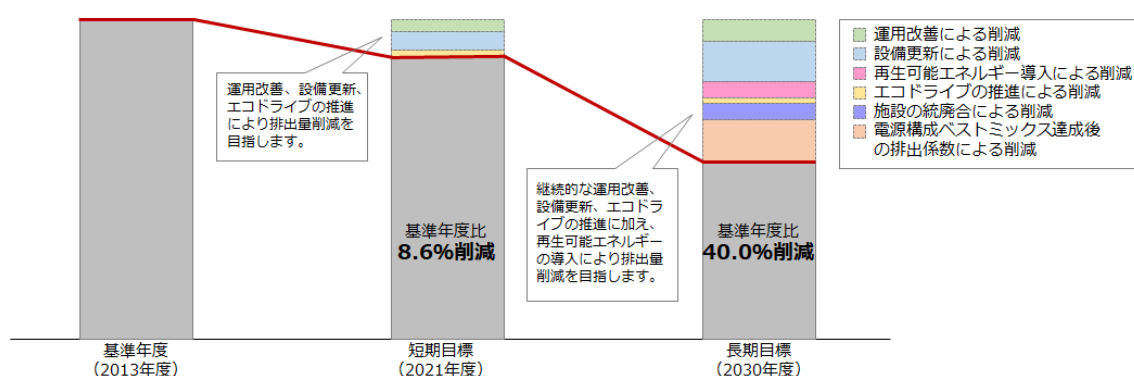 運用改善による削減
設備更新による削減
再生可能エネルギー導入による削減
エコドライブの推進による削減
施設の統廃合による削減
電源構成ベストミックス達成後
の排出係数による削減
運用改善、設備更新、
エコドライブの推進
により排出量削減を
目指します。
継続的な運用改善、
設備更新、エコドラ
イブの推進に加え、
再生可能エネルギー
の導入により排出量
削減を目指します。
基準年度比
8.6%削減
基準年度比
40.0%削減
基準年度
（2013年度）
短期目標
（2021年度）
長期目標
（2030年度）